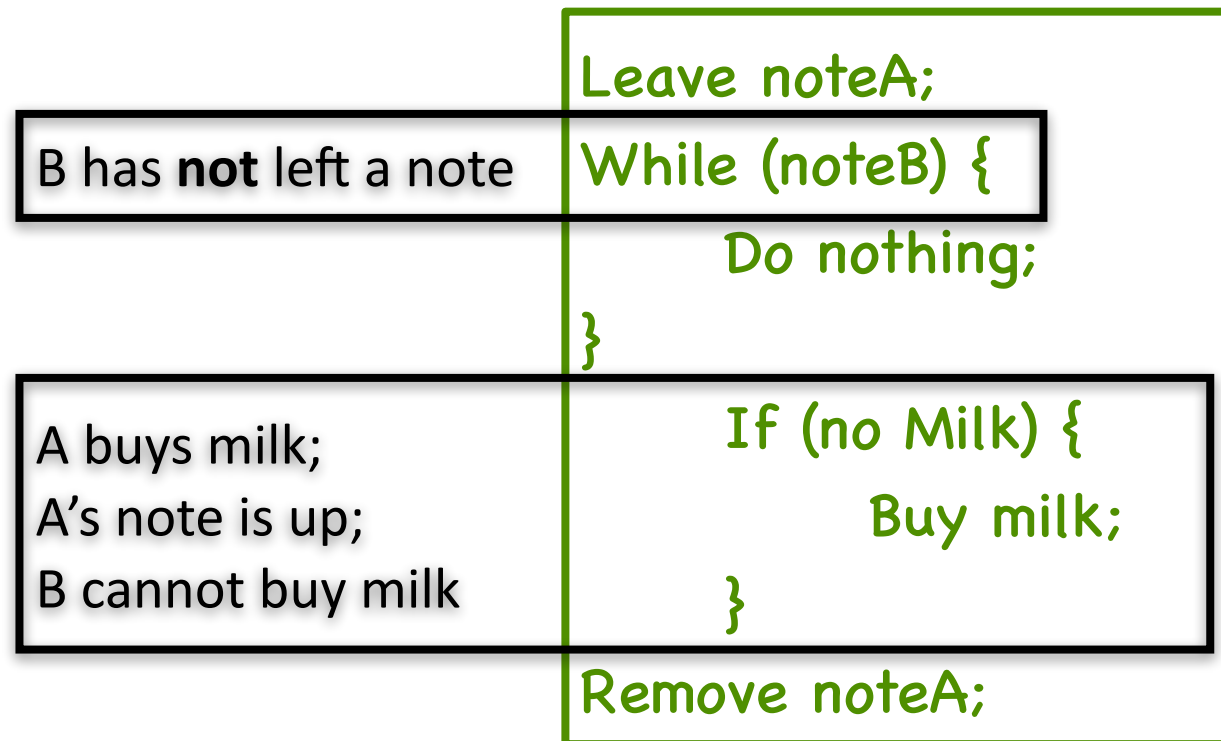 Leave noteA;
B has not left a note
While (noteB) {
Do nothing;
}
A buys milk;
A's note is up;
B cannot buy milk
If (no Milk) {
Buy milk;
}
Remove noteA;